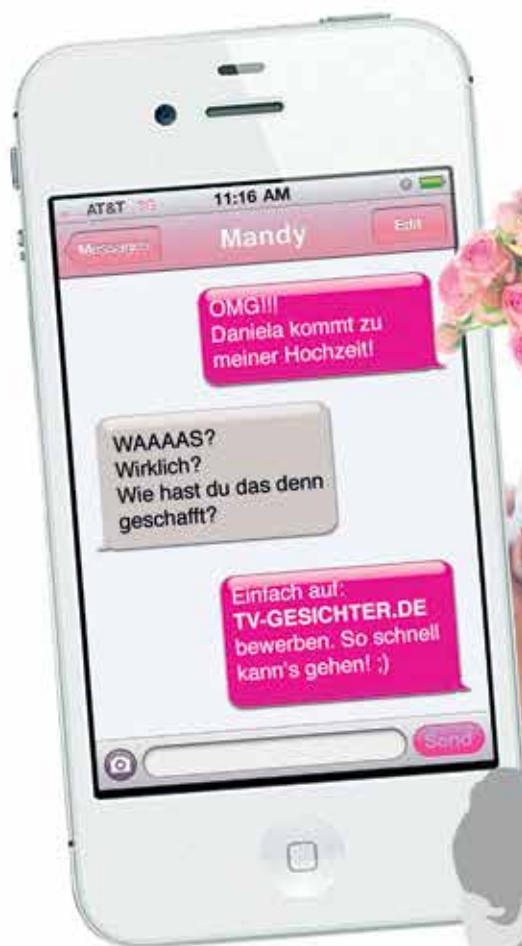 AT&T 3G 11:16 AM
Messages Mandy Edit
OMG!!!
Daniela kommt zu
meiner Hochzeit!
WAAAAS?
Wirklich?
Wie hast du das denn
geschafft?
Einfach auf:
TV-GESICHTER.DE
bewerben. So schnell
kann's gehen! ;)
Send